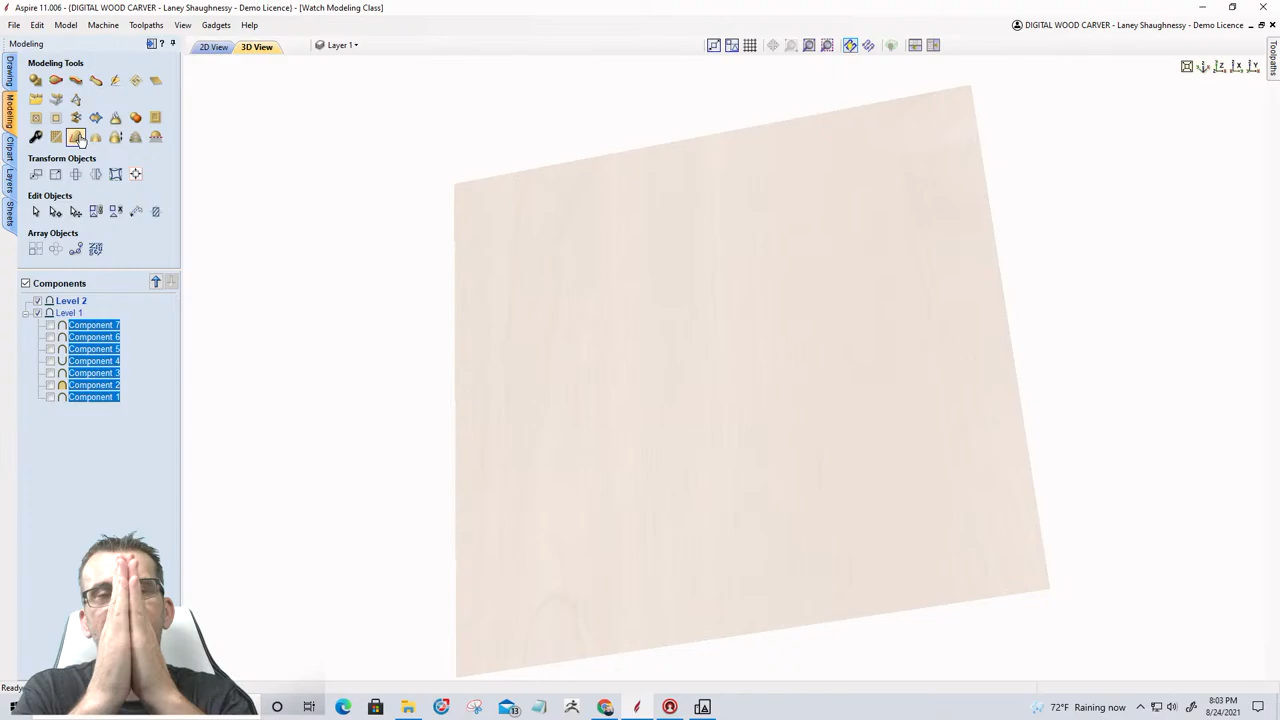 Aspire 11.006 - (DIGITAL WOOD CARVER - Laney Shaughnessy - Demo Licence) - [Watch Modeling Class]
File Edit Model Machine Toolpaths View Gadgets Help
DIGITAL WOOD CARVER - Laney Shaughnessy - Demo Licence
Modeling
2D View 3D View Layer 1
Toolpaths
Drawing
Modeling
Clipart
Layers
Sheets
Modeling Tools
Transform Objects
Edit Objects
Array Objects
Components
Level 2
Level 1
Component 7
Component 6
Component 5
Component 4
Component 3
Component 2
Component 1
Ready
13
72°F Raining now
8:03 PM
8/24/2021